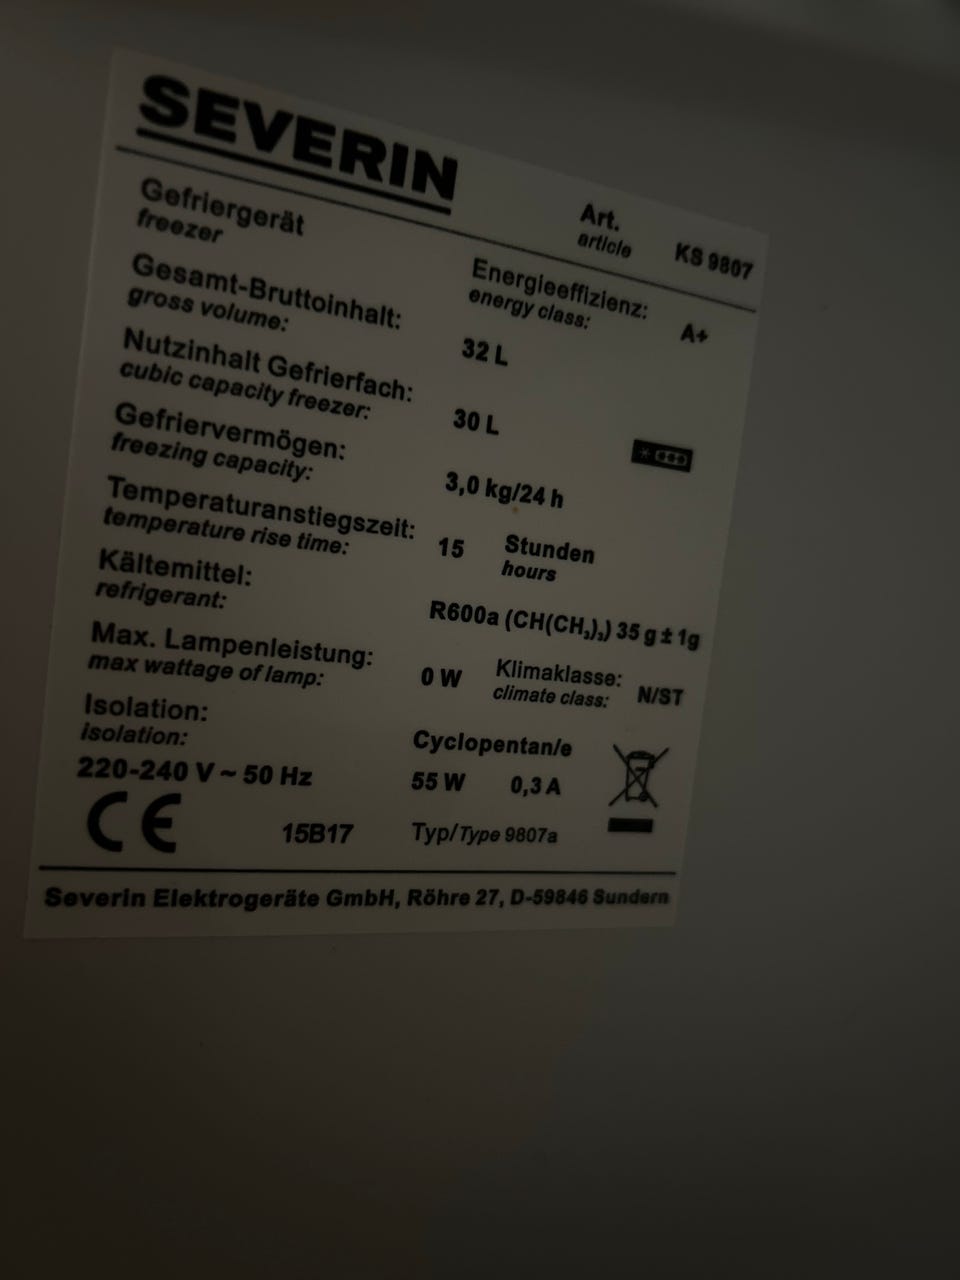 SEVERIN
Art. KS 9807
article
Gefriergerät
freezer
Energieeffizienz: A+
energy class:
Gesamt-Bruttoinhalt: 32 L
gross volume:
Nutzinhalt Gefrierfach: 30 L
cubic capacity freezer:
Gefriervermögen: 3,0 kg/24 h
freezing capacity:
Temperaturanstiegszeit: 15 Stunden
temperature rise time: hours
Kältemittel: R600a (CH(CH₃)₃) 35 g ± 1g
refrigerant:
Max. Lampenleistung: 0 W Klimaklasse: N/ST
max wattage of lamp: climate class:
Isolation: Cyclopentan/e
isolation:
220-240 V ~ 50 Hz 55 W 0,3 A
CE 15B17 Typ/Type 9807a
Severin Elektrogeräte GmbH, Röhre 27, D-59846 Sundern